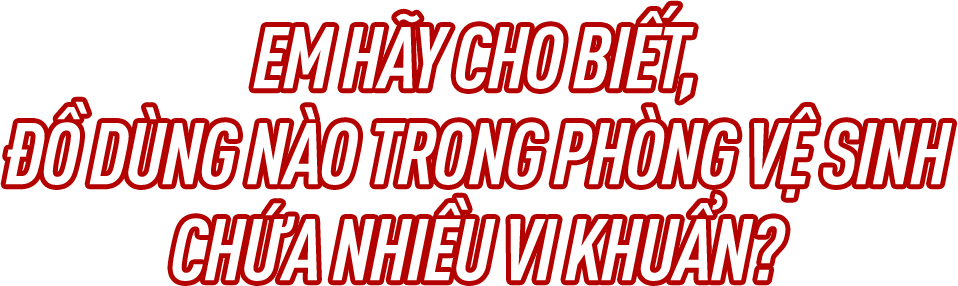 EM HÃY CHO BIẾT,
ĐỒ DÙNG NÀO TRONG PHÒNG VỆ SINH
CHỨA NHIỀU VI KHUẨN?